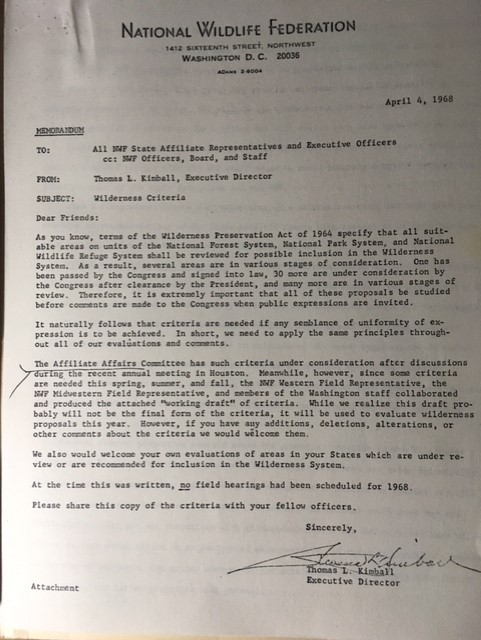 NATIONAL WILDLIFE FEDERATION
1412 SIXTEENTH STREET, NORTHWEST
WASHINGTON D. C. 20036
ADAMS 2-8004
April 4, 1968
MEMORANDUM
TO: All NWF State Affiliate Representatives and Executive Officers
cc: NWF Officers, Board, and Staff
FROM: Thomas L. Kimball, Executive Director
SUBJECT: Wilderness Criteria
Dear Friends:
As you know, terms of the Wilderness Preservation Act of 1964 specify that all suit-
able areas on units of the National Forest System, National Park System, and National
Wildlife Refuge System shall be reviewed for possible inclusion in the Wilderness
System. As a result, several areas are in various stages of consideration. One has
been passed by the Congress and signed into law, 30 more are under consideration by
the Congress after clearance by the President, and many more are in various stages of
review. Therefore, it is extremely important that all of these proposals be studied
before comments are made to the Congress when public expressions are invited.
It naturally follows that criteria are needed if any semblance of uniformity of ex-
pression is to be achieved. In short, we need to apply the same principles through-
out all of our evaluations and comments.
The Affiliate Affairs Committee has such criteria under consideration after discussions
during the recent annual meeting in Houston. Meanwhile, however, since some criteria
are needed this spring, summer, and fall, the NWF Western Field Representative, the
NWF Midwestern Field Representative, and members of the Washington staff collaborated
and produced the attached "working draft" of criteria. While we realize this draft pro-
bably will not be the final form of the criteria, it will be used to evaluate wilderness
proposals this year. However, if you have any additions, deletions, alterations, or
other comments about the criteria we would welcome them.
We also would welcome your own evaluations of areas in your States which are under re-
view or are recommended for inclusion in the Wilderness System.
At the time this was written, no field hearings had been scheduled for 1968.
Please share this copy of the criteria with your fellow officers.
Sincerely,
Thomas L. Kimball
Thomas L. Kimball
Executive Director
Attachment